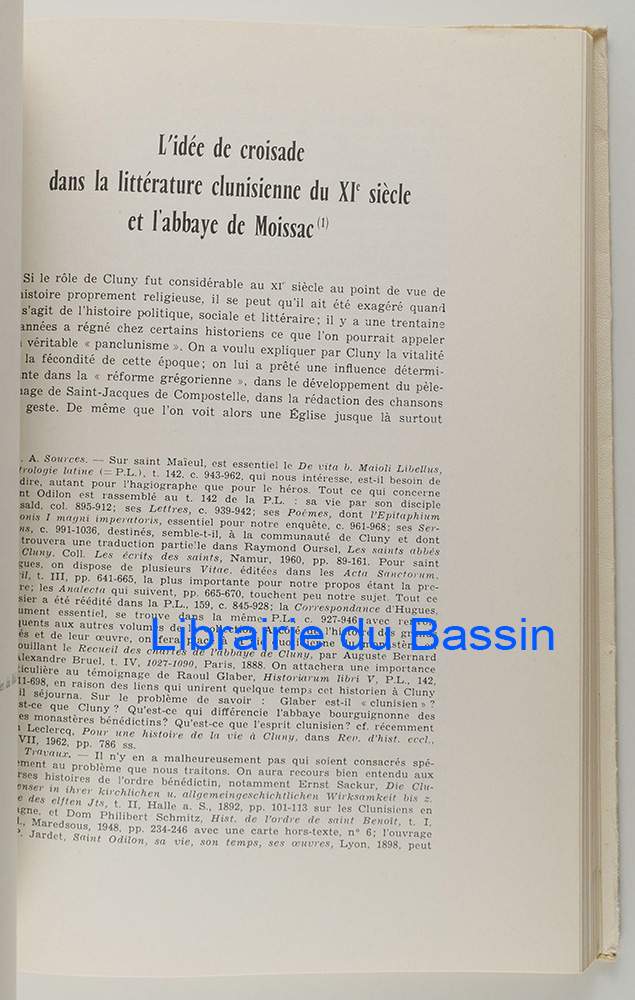 L'idée de croisade
dans la littérature clunisienne du XIe siècle
et l'abbaye de Moissac (1)
Si le rôle de Cluny fut considérable au XIe siècle au point de vue de
histoire proprement religieuse, il se peut qu'il ait été exagéré quand
s'agit de l'histoire politique, sociale et littéraire; il y a une trentaine
années a régné chez certains historiens ce que l'on pourrait appeler
véritable « panclunisme ». On a voulu expliquer par Cluny la vitalité
la fécondité de cette époque; on lui a prêté une influence détermi-
nte dans la « réforme grégorienne », dans le développement du pèle-
nage de Saint-Jacques de Compostelle, dans la rédaction des chansons
geste. De même que l'on voit alors une Église jusque là surtout
. A. Sources. — Sur saint Maïeul, est essentiel le De vita b. Maioli Libellus,
trologie latine (= P.L.), t. 142, c. 943-962, qui nous intéresse, est-il besoin de
dire, autant pour l'hagiographe que pour le héros. Tout ce qui concerne
nt Odilon est rassemblé au t. 142 de la P.L. : sa vie par son disciple
sald, col. 895-912; ses Lettres, c. 939-942; ses Poèmes, dont l'Epitaphium
onis I magni imperatoris, essentiel pour notre enquête, c. 961-968; ses Ser-
ns, c. 991-1036, destinés, semble-t-il, à la communauté de Cluny et dont
trouvera une traduction partielle dans Raymond Oursel, Les saints abbés
Cluny. Coll. Les écrits des saints, Namur, 1960, pp. 89-161. Pour saint
gues, on dispose de plusieurs Vitae, éditées dans les Acta Sanctorum,
il, t. III, pp. 641-665, la plus importante pour notre propos étant la pre-
re; les Analecta qui suivent, pp. 665-670, touchent peu notre sujet. Tout ce
sier a été réédité dans la P.L., 159, c. 845-928; la Correspondance d'Hugues,
ument essentiel, se trouve dans la même P.L. c. 927-946 avec
quents aux autres volumes de la
Librairie du Bassin
és et de leur œuvre, on
ouillant le Recueil des chartes de l'abbaye de Cluny, par Auguste Bernard
lexandre Bruel, t. IV, 1027-1090, Paris, 1888. On attachera une importance
iculière au témoignage de Raoul Glaber, Historiarum libri V, P.L., 142,
11-698, en raison des liens qui unirent quelque temps cet historien à Cluny
il séjourna. Sur le problème de savoir : Glaber est-il « clunisien » ?
st-ce que Cluny ? Qu'est-ce qui différencie l'abbaye bourguignonne des
es monastères bénédictins? Qu'est-ce que l'esprit clunisien? cf. récemment
Leclercq, Pour une histoire de la vie à Cluny, dans Rev. d'hist. eccl.,
VII, 1962, pp. 786 ss.
Travaux. — Il n'y en a malheureusement pas qui soient consacrés spé-
ement au problème que nous traitons. On aura recours bien entendu aux
rses histoires de l'ordre bénédictin, notamment Ernst Sackur, Die Clu-
enser in ihrer kirchlichen u. allgemeingeschichtlichen Wirksamkeit bis z.
e des elften Jts, t. II, Halle a. S., 1892, pp. 101-113 sur les Clunisiens en
agne, et Dom Philibert Schmitz, Hist. de l'ordre de saint Benoît, t. I,
., Maredsous, 1948, pp. 234-246 avec une carte hors-texte, n° 6; l'ouvrage
P. Jardet, Saint Odilon, sa vie, son temps, ses œuvres, Lyon, 1898, peut